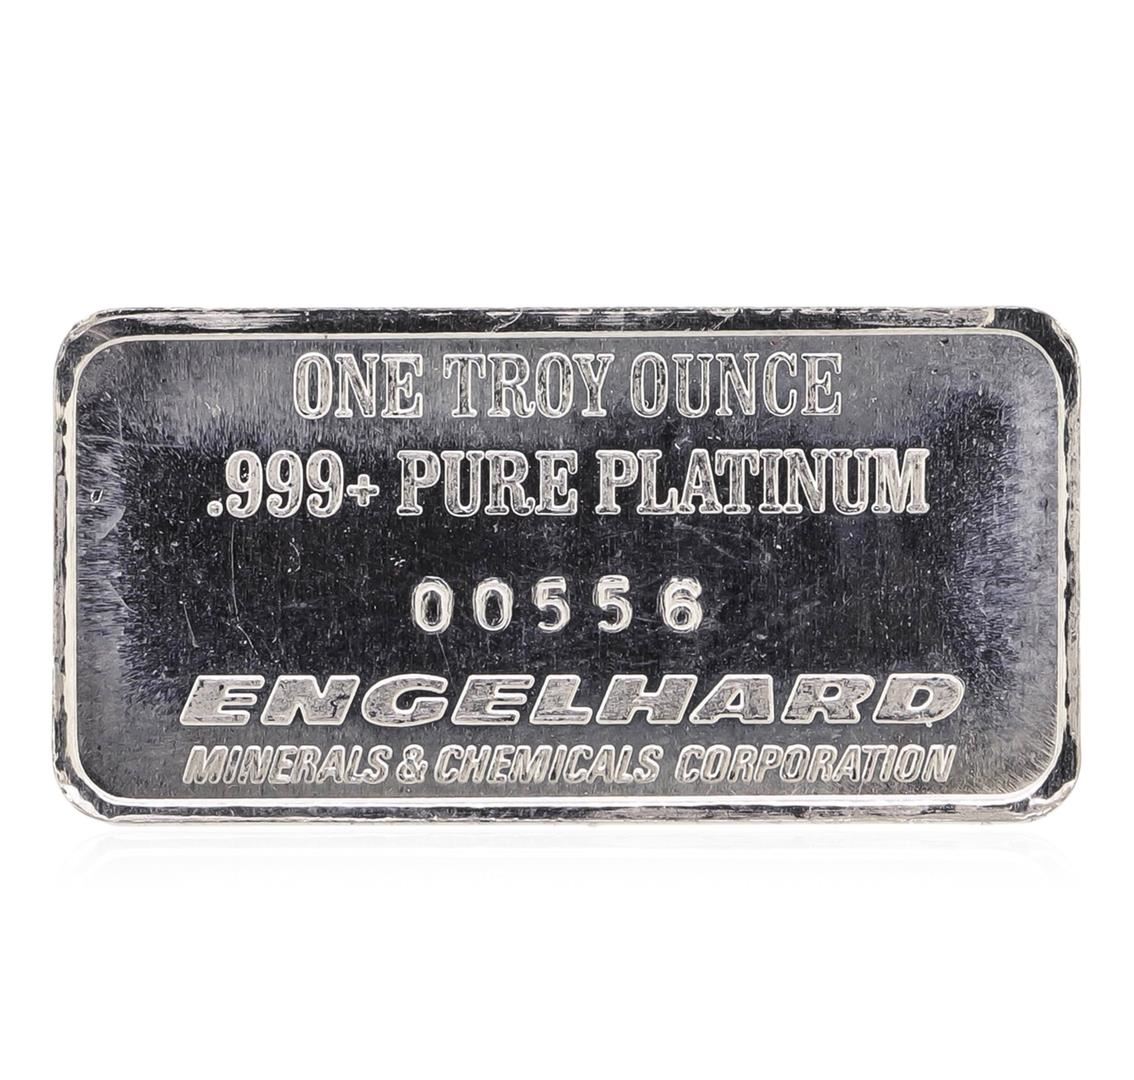 ONE TROY OUNCE
.999+ PURE PLATINUM
00556
ENGELHARD
MINERALS & CHEMICALS CORPORATION